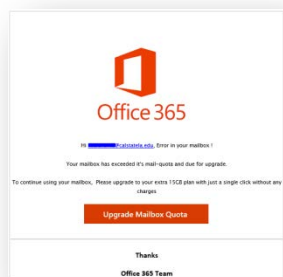 Office 365
Hi @calstatela.edu, Error in your mailbox !
Your mailbox has exceeded it's mail-quota and due for upgrade.
To continue using your mailbox, Please upgrade to your extra 15GB plan with just a single click without any
charges
Upgrade Mailbox Quota
Thanks
Office 365 Team